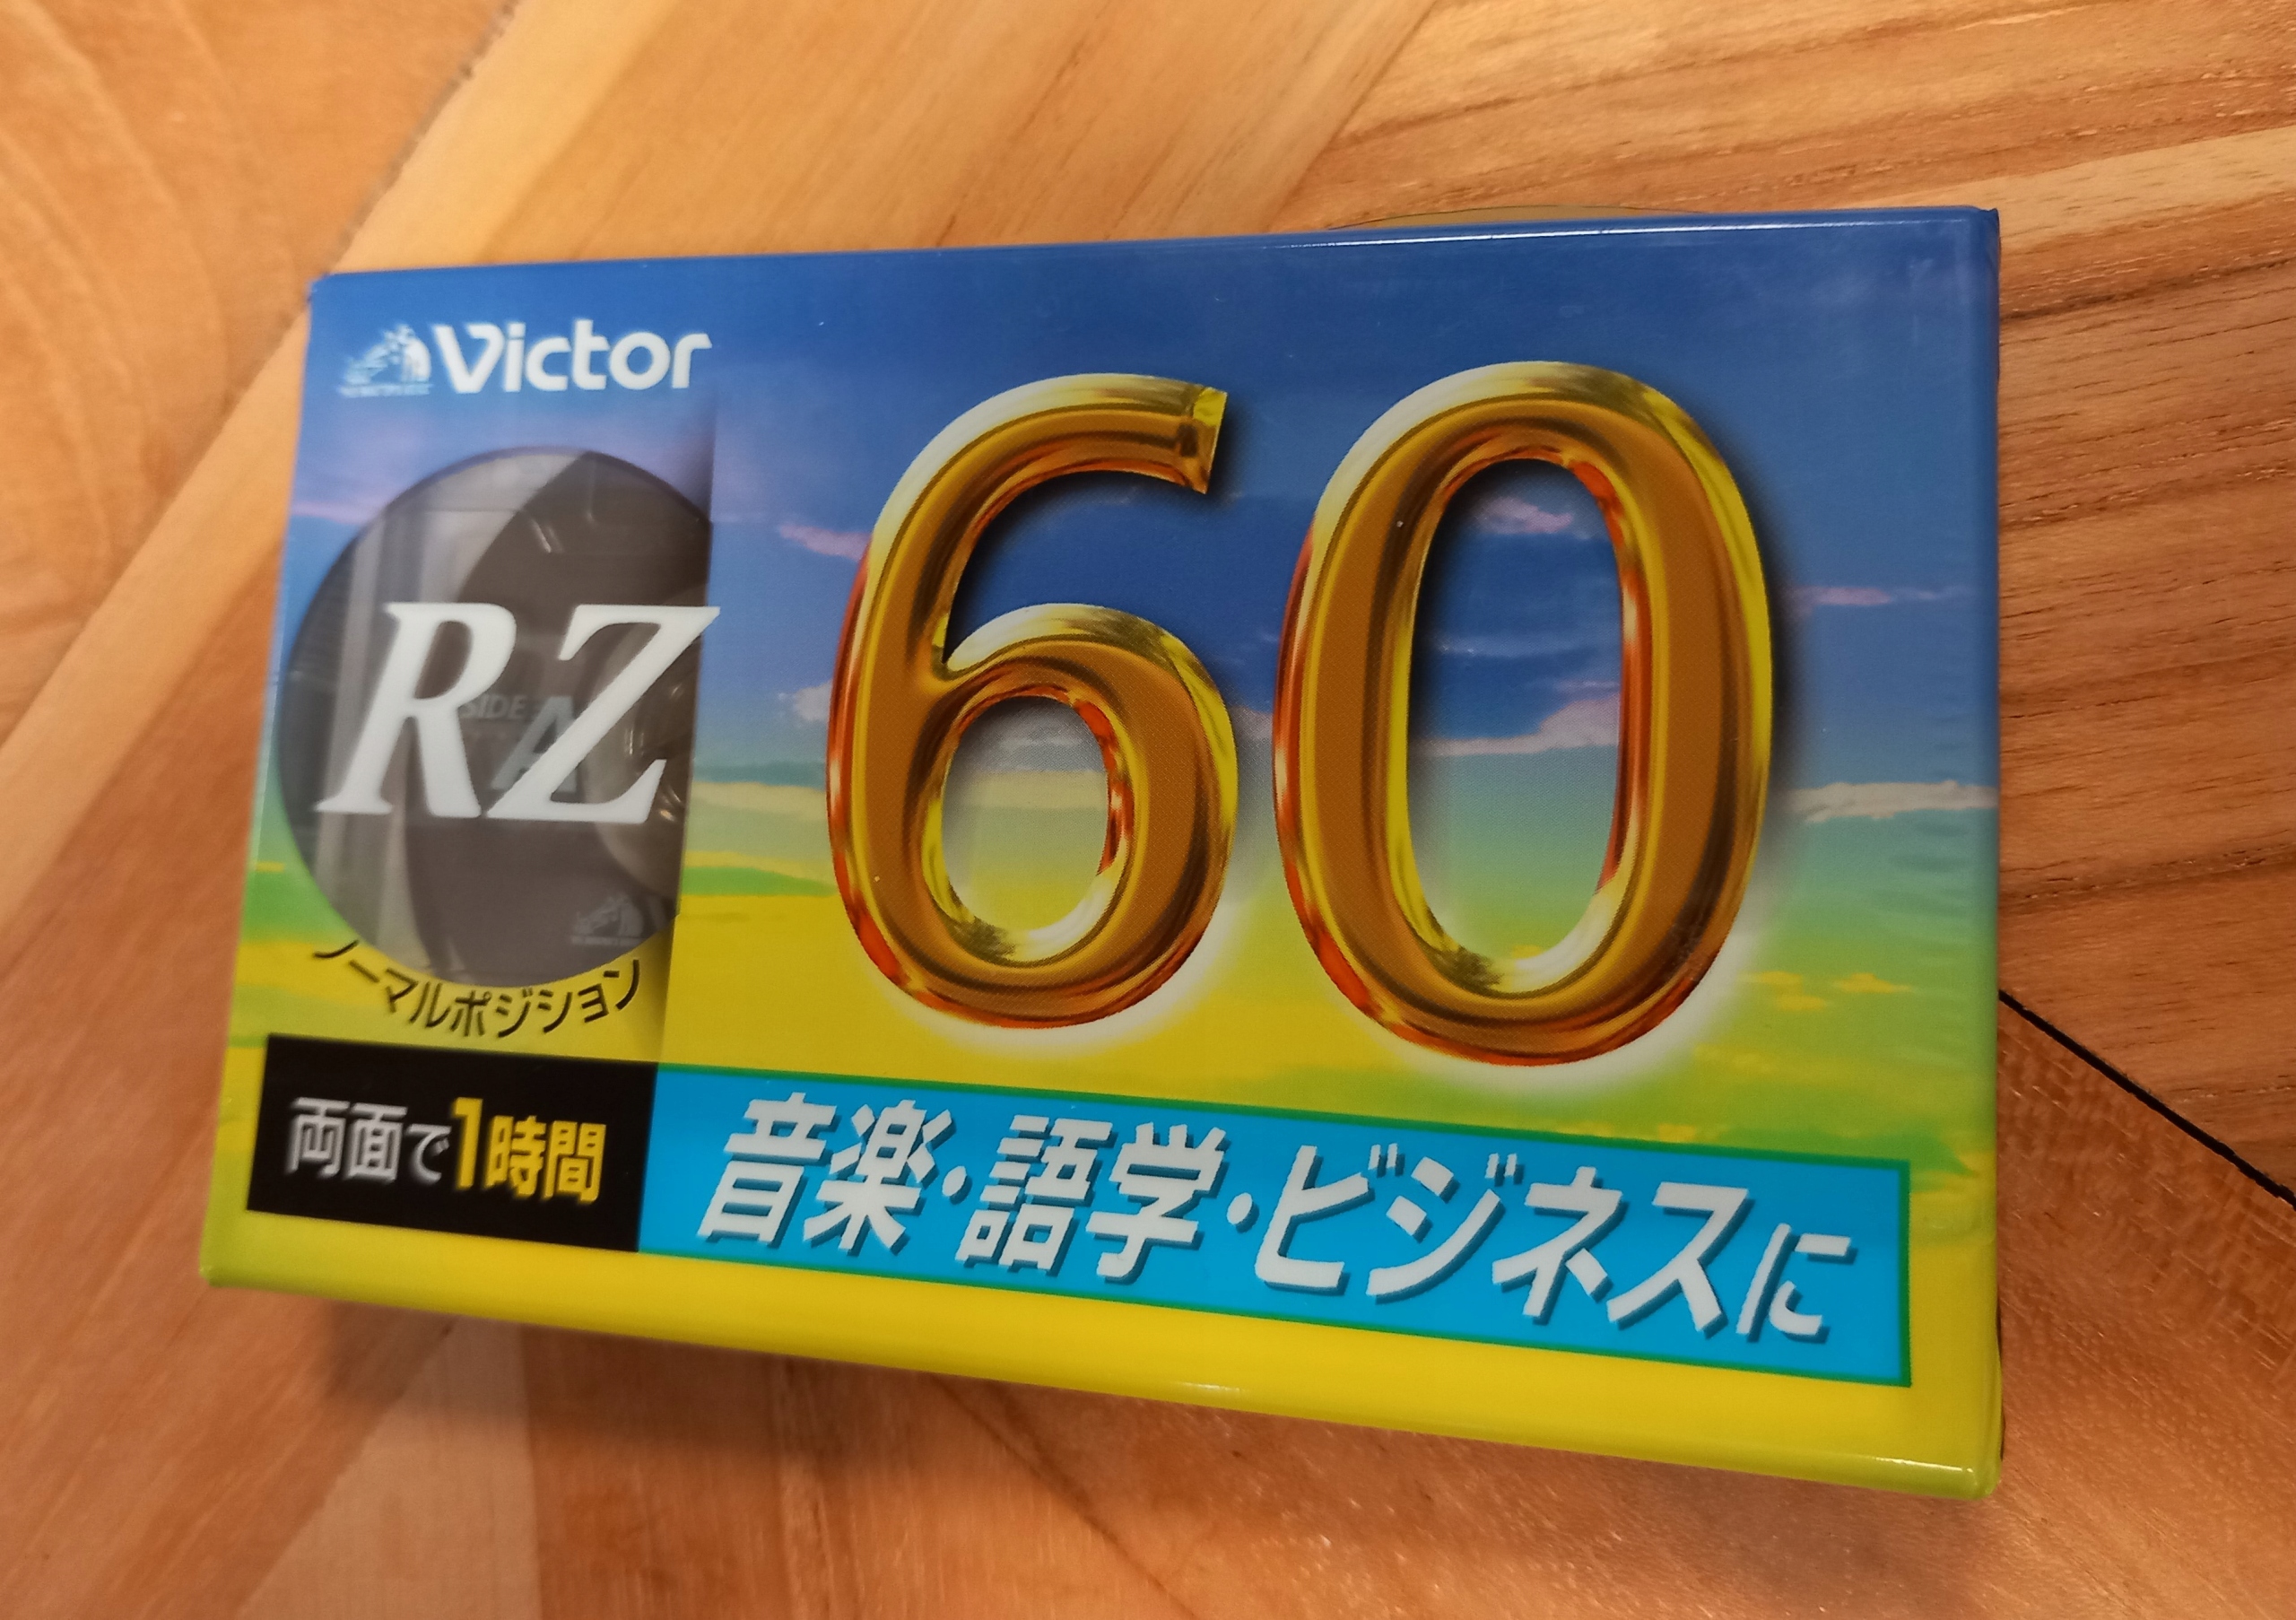 Victor
60
RZ
SIDE A
ノーマルポジション
両面で1時間
音楽・語学・ビジネスに